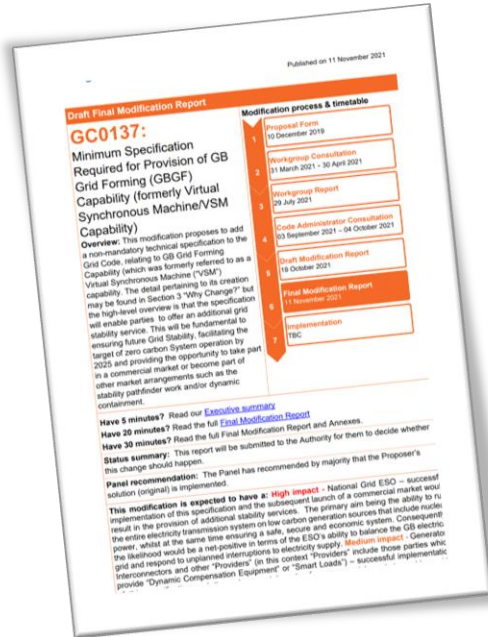 Published on 11 November 2021
Draft Final Modification Report
GC0137:
Minimum Specification
Required for Provision of GB
Grid Forming (GBGF)
Capability (formerly Virtual
Synchronous Machine/VSM
Capability)
Overview: This modification proposes to add
a non-mandatory technical specification to the
Grid Code, relating to GB Grid Forming
Capability (which was formerly referred to as a
Virtual Synchronous Machine ("VSM")
capability. The detail pertaining to its creation
may be found in Section 3 "Why Change?" but
the high-level overview is that the specification
will enable parties to offer an additional grid
stability service. This will be fundamental to
ensuring future Grid Stability, facilitating the
target of zero carbon System operation by
2025 and providing the opportunity to take part
in a commercial market or become part of
other market arrangements such as the
stability pathfinder work and/or dynamic
containment.
Modification process & timetable
1
Proposal Form
10 December 2019
2
Workgroup Consultation
31 March 2021 - 30 April 2021
3
Workgroup Report
29 July 2021
4
Code Administrator Consultation
03 September 2021 – 04 October 2021
5
Draft Modification Report
19 October 2021
6
Final Modification Report
11 November 2021
7
Implementation
TBC
Have 5 minutes? Read our Executive summary
Have 20 minutes? Read the full Final Modification Report
Have 30 minutes? Read the full Final Modification Report and Annexes.
Status summary: This report will be submitted to the Authority for them to decide whether
this change should happen.
Panel recommendation: The Panel has recommended by majority that the Proposer's
solution (original) is implemented.
This modification is expected to have a: High impact - National Grid ESO – successf
implementation of this specification and the subsequent launch of a commercial market woul
result in the provision of additional stability services. The primary aim being the ability to ru
the entire electricity transmission system on low carbon generation sources that include nucle
power, whilst at the same time ensuring a safe, secure and economic system. Consequent
the likelihood would be a net-positive in terms of the ESO's ability to balance the GB electric
grid and respond to unplanned interruptions to electricity supply. Medium impact - Generato
Interconnectors and other "Providers" (in this context "Providers" include those parties whic
provide "Dynamic Compensation Equipment" or "Smart Loads") – successful implementatio